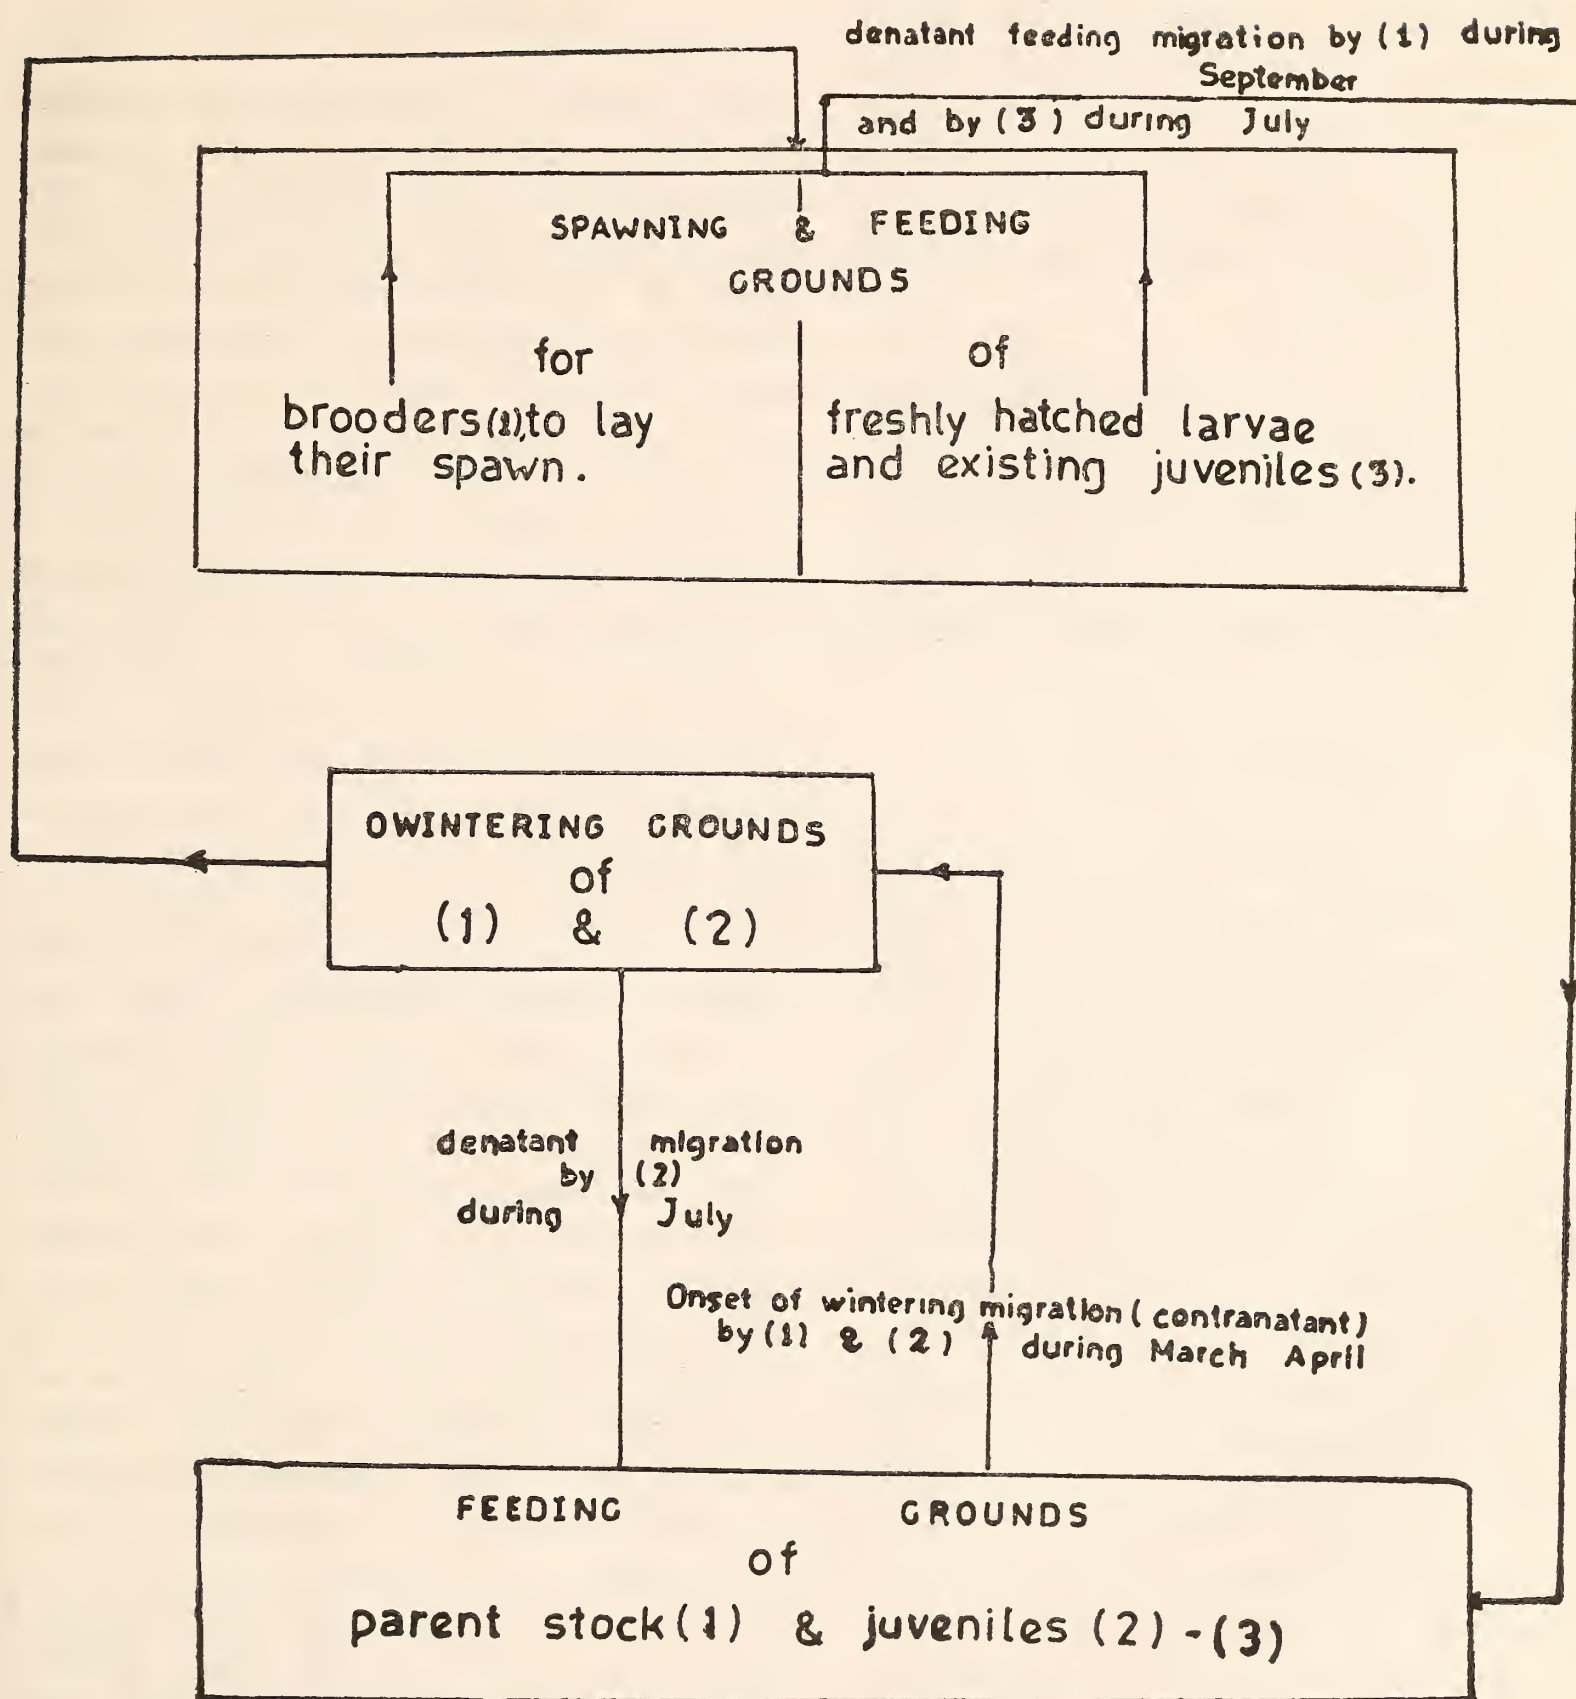 denatant feeding migration by (1) during
September
and by (3) during July
SPAWNING & FEEDING
GROUNDS
for
brooders(1),to lay
their spawn.
of
freshly hatched larvae
and existing juveniles (3).
OWINTERING GROUNDS
of
(1) & (2)
denatant migration
by (2)
during July
Onset of wintering migration ( contranatant)
by (1) & (2) during March April
FEEDING GROUNDS
of
parent stock (1) & juveniles (2) - (3)